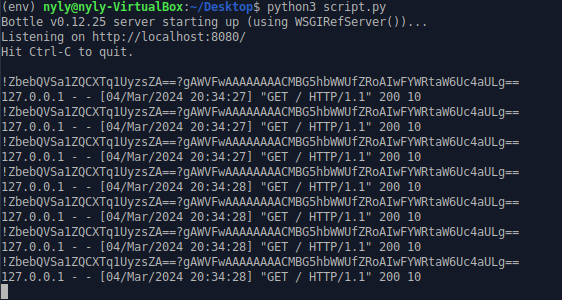 (env) nyly@nyly-VirtualBox:~/Desktop$ python3 script.py
Bottle v0.12.25 server starting up (using WSGIRefServer())...
Listening on http://localhost:8080/
Hit Ctrl-C to quit.
!ZbebQVSa1ZQCXTq1UyzsZA==?gAWVFwAAAAAAAACMBG5hbWWUfZRoAIwFYWRtaW6Uc4aULg==
127.0.0.1 - - [04/Mar/2024 20:34:27] "GET / HTTP/1.1" 200 10
!ZbebQVSa1ZQCXTq1UyzsZA==?gAWVFwAAAAAAAACMBG5hbWWUfZRoAIwFYWRtaW6Uc4aULg==
127.0.0.1 - - [04/Mar/2024 20:34:27] "GET / HTTP/1.1" 200 10
!ZbebQVSa1ZQCXTq1UyzsZA==?gAWVFwAAAAAAAACMBG5hbWWUfZRoAIwFYWRtaW6Uc4aULg==
127.0.0.1 - - [04/Mar/2024 20:34:27] "GET / HTTP/1.1" 200 10
!ZbebQVSa1ZQCXTq1UyzsZA==?gAWVFwAAAAAAAACMBG5hbWWUfZRoAIwFYWRtaW6Uc4aULg==
127.0.0.1 - - [04/Mar/2024 20:34:28] "GET / HTTP/1.1" 200 10
!ZbebQVSa1ZQCXTq1UyzsZA==?gAWVFwAAAAAAAACMBG5hbWWUfZRoAIwFYWRtaW6Uc4aULg==
127.0.0.1 - - [04/Mar/2024 20:34:28] "GET / HTTP/1.1" 200 10
!ZbebQVSa1ZQCXTq1UyzsZA==?gAWVFwAAAAAAAACMBG5hbWWUfZRoAIwFYWRtaW6Uc4aULg==
127.0.0.1 - - [04/Mar/2024 20:34:28] "GET / HTTP/1.1" 200 10
!ZbebQVSa1ZQCXTq1UyzsZA==?gAWVFwAAAAAAAACMBG5hbWWUfZRoAIwFYWRtaW6Uc4aULg==
127.0.0.1 - - [04/Mar/2024 20:34:28] "GET / HTTP/1.1" 200 10